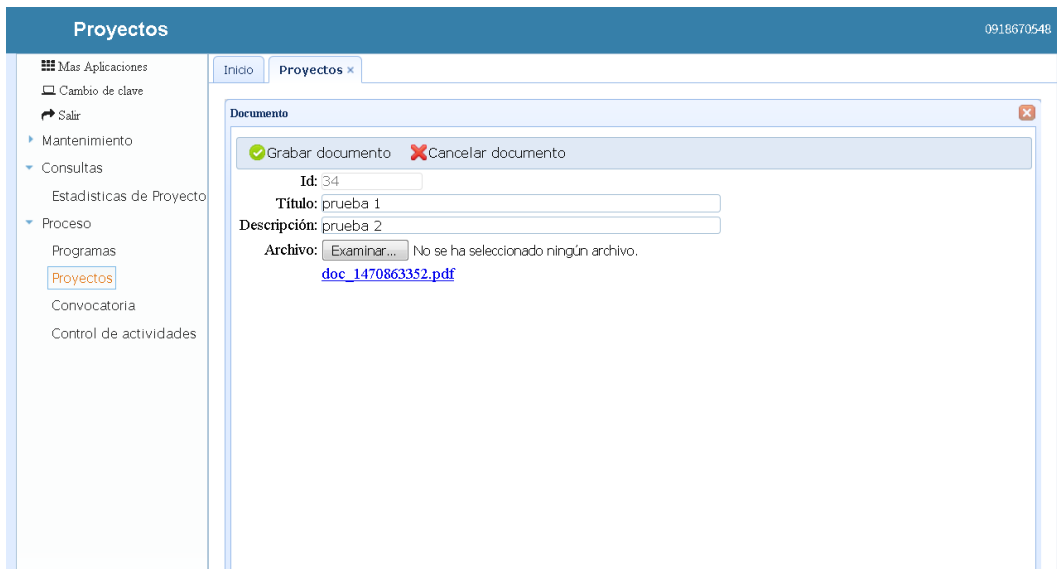 Proyectos
0918670548
Mas Aplicaciones
Cambio de clave
Salir
Mantenimiento
Consultas
Estadisticas de Proyecto
Proceso
Programas
Proyectos
Convocatoria
Control de actividades
Inicio
Proyectos ×
Documento
Grabar documento Cancelar documento
Id: 34
Título: prueba 1
Descripción: prueba 2
Archivo: Examinar... No se ha seleccionado ningún archivo.
doc_1470863352.pdf